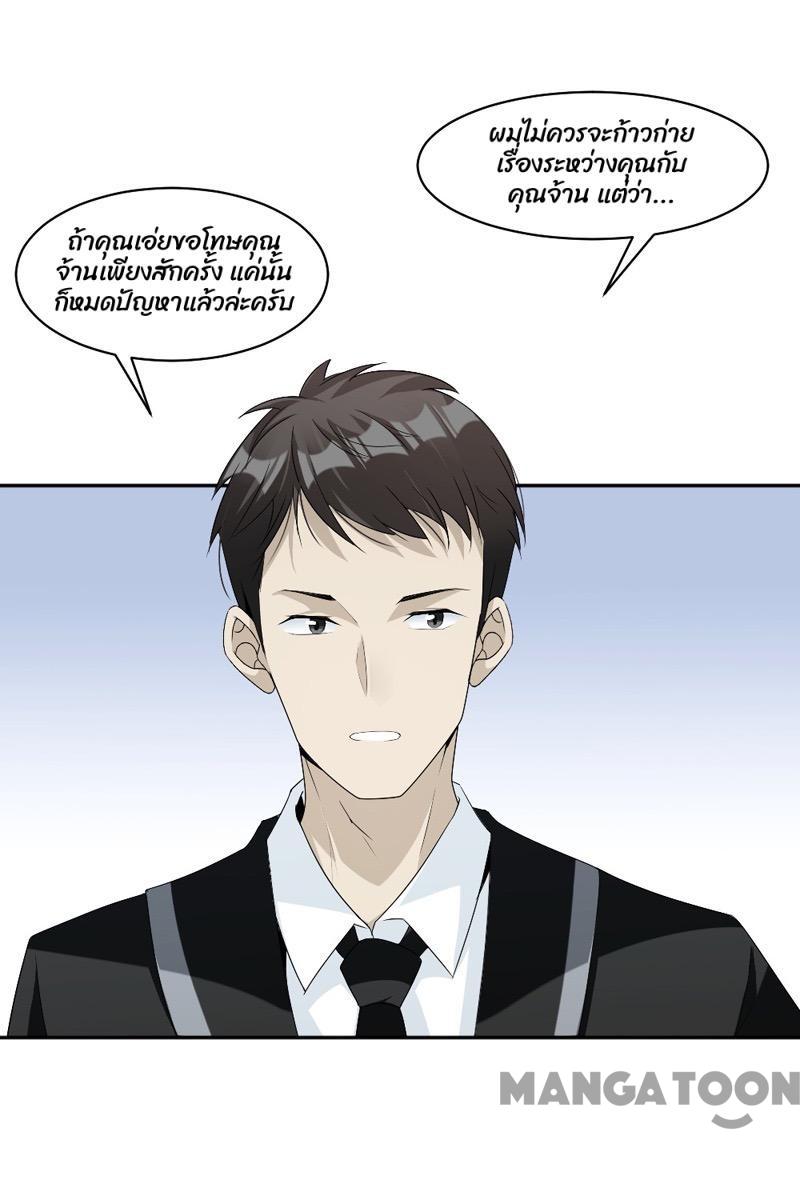 ผมไม่ควรจะก้าวก่าย
เรื่องระหว่างคุณกับ
คุณจ้าน แต่ว่า...
ถ้าคุณเอ่ยขอโทษคุณ
จ้านเพียงสักครั้ง แค่นั้น
ก็หมดปัญหาแล้วล่ะครับ
MANGA TOON